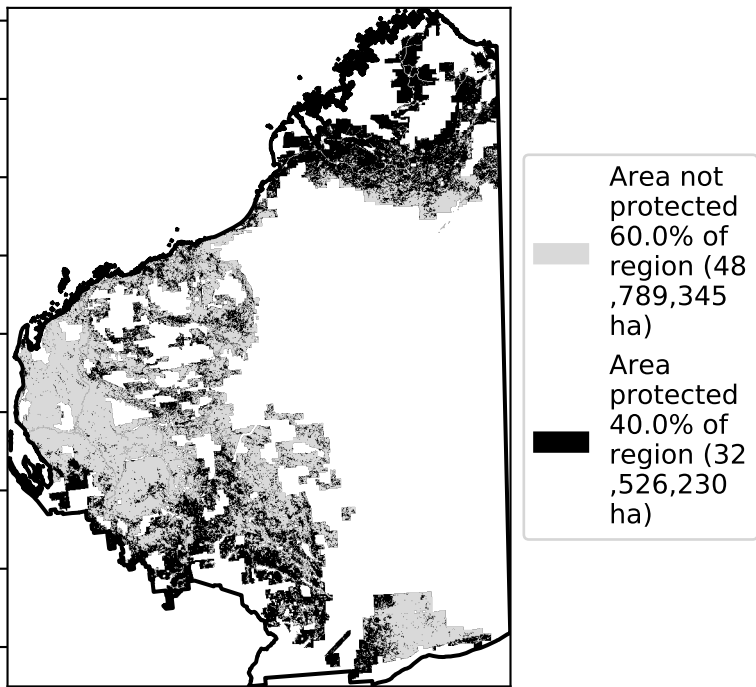 Area not
protected
60.0% of
region (48
,789,345
ha)
Area
protected
40.0% of
region (32
,526,230
ha)